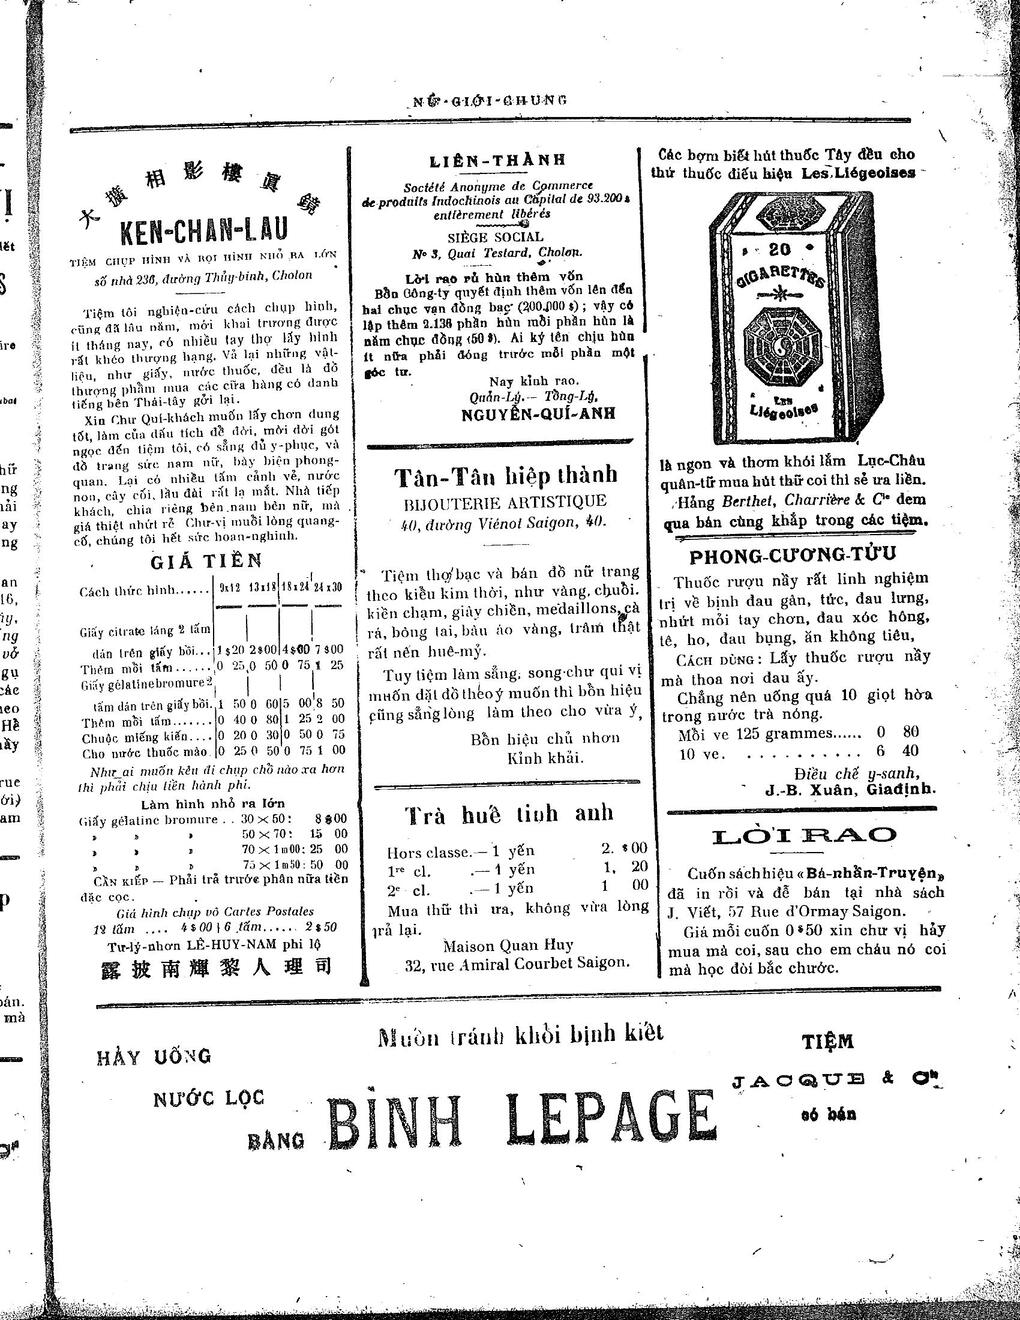 NỮ-GIỚI-CHUNG
大擴相影樓眞鏡
KEN-CHAN-LAU
TIỆM CHỤP HÌNH VÀ RỌI HÌNH NHỎ RA LỚN
số nhà 236, đường Thủy-binh, Cholon
Tiệm tôi nghiện-cứu cách chụp hình,
cũng đã lâu năm, mới khai trương được
ít tháng nay, có nhiều tay thợ lấy hình
rất khéo thượng hạng. Vả lại những vật-
liệu, như giấy, nước thuốc, đều là đồ
thượng phẩm mua các cửa hàng có danh
tiếng bên Thái-tây gởi lại.
Xin Chư Quí-khách muốn lấy chơn dung
tốt, làm của dấu tích để đời, mời dời gót
ngọc đến tiệm tôi, có sẵng đủ y-phục, và
đồ trang sức nam nữ, bày biện phong-
quan. Lại có nhiều tấm cảnh vẻ, nước
non, cây cối, lầu đài rất lạ mắt. Nhà tiếp
khách, chia riêng bên nam bên nữ, mà
giá thiệt nhứt rẻ Chư-vị muồi lòng quang-
cố, chúng tôi hết sức hoan-nghinh.
GIÁ TIỀN
Cách thức hình...... 9x12 13x18 18x24 24x30
Giấy citrate láng 2 tấm
dán trên giấy bồi... 1$20 2$00 4$00 7$00
Thêm mỗi tấm...... 0 25 0 50 0 75 1 25
Giấy gélatine bromure 2
tấm dán trên giấy bồi. 1 50 0 60 5 00 8 50
Thêm mỗi tấm....... 0 40 0 80 1 25 2 00
Chuộc miếng kiến.... 0 20 0 30 0 50 0 75
Cho nước thuốc mào. 0 25 0 50 0 75 1 00
Như ai muốn kêu đi chụp chỗ nào xa hơn
thì phải chịu tiền hành phí.
Làm hình nhỏ ra lớn
Giấy gélatine bromure .. 30 × 50: 8$00
» » » 50 × 70: 15 00
» » » 70 × 1m00: 25 00
» » » 75 × 1m50: 50 00
CẦN KIẾP — Phải trả trước phân nữa tiền
đặc cọc.
Giá hình chụp vô Cartes Postales
12 tấm .... 4$00 | 6 tấm...... 2$50
Tư-lý-nhơn LÊ-HUY-NAM phi lộ
露披南輝黎人理司
LIÊN-THÀNH
Société Anonyme de Commerce
de produits Indochinois au Capital de 93.200$
entièrement libérés
SIÈGE SOCIAL
No 3, Quai Testard, Cholon.
Lời rao rủ hùn thêm vốn
Bổn Công-ty quyết định thêm vốn lên đến
hai chục vạn đồng bạc (200.000$); vậy có
lập thêm 2.136 phần hùn mỗi phần hùn là
năm chục đồng (50$). Ai ký tên chịu hùn
ít nữa phải đóng trước mỗi phần một
góc tư.
Nay kỉnh rao.
Quản-Lý.— Tổng-Lý,
NGUYỄN-QUÍ-ANH
Tân-Tân hiệp thành
BIJOUTERIE ARTISTIQUE
40, đường Viénot Saigon, 40.
Tiệm thợ bạc và bán đồ nữ trang
theo kiểu kim thời, như vàng, chuổi.
kiền chạm, giày chiền, medaillons, cà
rá, bông tai, bâu áo vàng, trâm thật
rất nên huê-mỷ.
Tuy tiệm làm sẵng, song chư qui vị
muốn đặt đồ theo ý muốn thì bổn hiệu
cũng sẵng lòng làm theo cho vừa ý,
Bổn hiệu chủ nhơn
Kỉnh khải.
Trà huế tinh anh
Hors classe.— 1 yến 2. $00
1re cl. .— 1 yến 1, 20
2e cl. .— 1 yến 1 00
Mua thử thì ưa, không vừa lòng
trả lại.
Maison Quan Huy
32, rue Amiral Courbet Saigon.
Các bợm biết hút thuốc Tây đều cho
thứ thuốc điếu hiệu Les Liégeoises
20
CIGARETTES
LES
Liégeoises
là ngon và thơm khói lắm Lục-Châu
quân-tử mua hút thử coi thì sẻ ưa liền.
Hảng Berthet, Charrière & Cie đem
qua bán cùng khắp trong các tiệm.
PHONG-CƯƠNG-TỬU
Thuốc rượu nầy rất linh nghiệm
trị về bịnh đau gàn, tức, đau lưng,
nhứt mỏi tay chơn, đau xóc hông,
tê, ho, đau bụng, ăn không tiêu,
CÁCH DÙNG: Lấy thuốc rượu nầy
mà thoa nơi đau ấy.
Chẳng nên uống quá 10 giọt hòa
trong nước trà nóng.
Mỗi ve 125 grammes...... 0 80
10 ve. .......... 6 40
Điều chế y-sanh,
J.-B. Xuân, Giađịnh.
LỜI RAO
Cuốn sách hiệu «Bá-nhẫn-Truyện»
đã in rồi và để bán tại nhà sách
J. Viết, 57 Rue d'Ormay Saigon.
Giá mỗi cuốn 0$50 xin chư vị hảy
mua mà coi, sau cho em cháu nó coi
mà học đòi bắc chước.
HẢY UỐNG
NƯỚC LỌC
BẰNG
Muốn tránh khỏi bịnh kiết
BÌNH LEPAGE
TIỆM
JACQUE & Cie
có bán